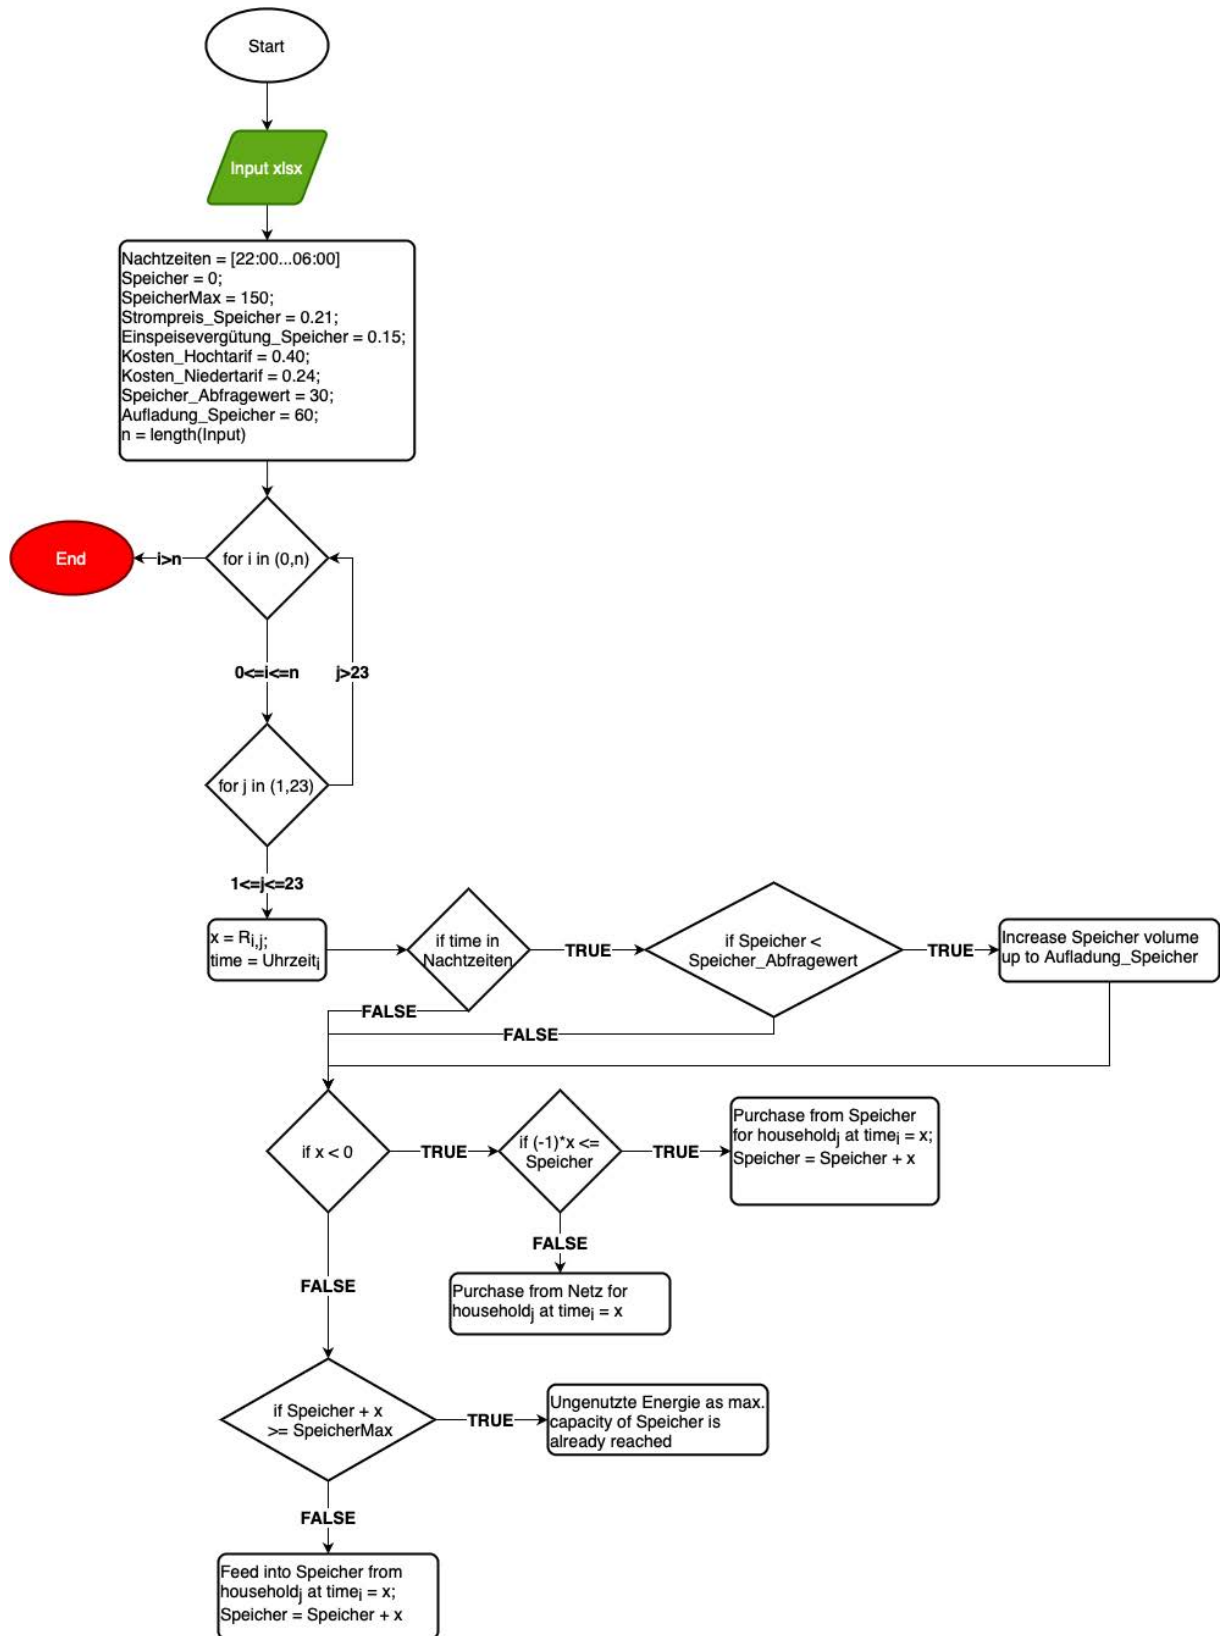 Start
Input xlsx
Nachtzeiten = [22:00...06:00]
Speicher = 0;
SpeicherMax = 150;
Strompreis_Speicher = 0.21;
Einspeisevergütung_Speicher = 0.15;
Kosten_Hochtarif = 0.40;
Kosten_Niedertarif = 0.24;
Speicher_Abfragewert = 30;
Aufladung_Speicher = 60;
n = length(Input)
End
i>n
for i in (0,n)
0<=i<=n
j>23
for j in (1,23)
1<=j<=23
x = Ri,j;
time = Uhrzeiti
if time in
Nachtzeiten
TRUE
if Speicher <
Speicher_Abfragewert
TRUE
Increase Speicher volume
up to Aufladung_Speicher
FALSE
FALSE
if x < 0
TRUE
if (-1)*x <=
Speicher
TRUE
Purchase from Speicher
for householdj at timei = x;
Speicher = Speicher + x
FALSE
Purchase from Netz for
householdj at timei = x
FALSE
if Speicher + x
>= SpeicherMax
TRUE
Ungenutzte Energie as max.
capacity of Speicher is
already reached
FALSE
Feed into Speicher from
householdj at timei = x;
Speicher = Speicher + x